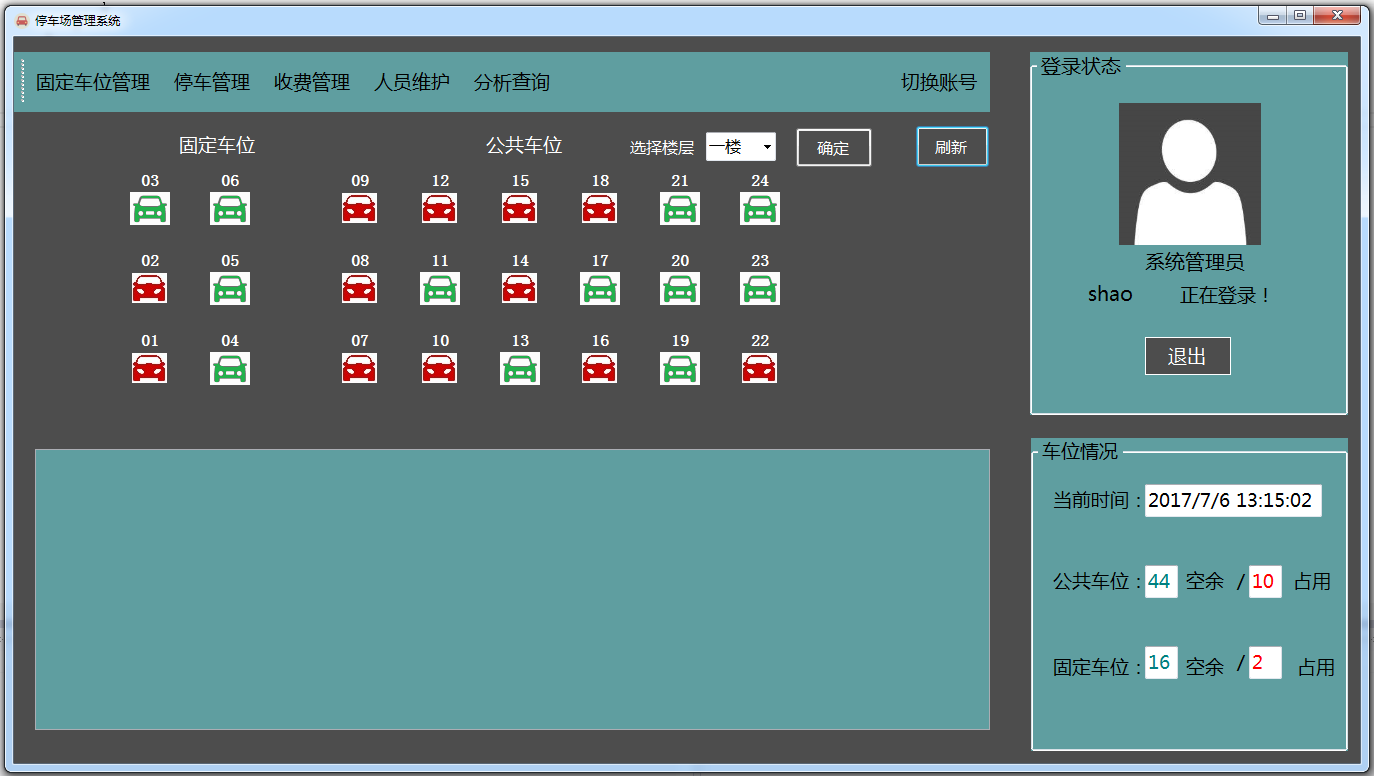 停车场管理系统
固定车位管理 停车管理 收费管理 人员维护 分析查询 切换账号
固定车位 公共车位 选择楼层 一楼 确定 刷新
03 06 09 12 15 18 21 24
02 05 08 11 14 17 20 23
01 04 07 10 13 16 19 22
登录状态
系统管理员
shao 正在登录！
退出
车位情况
当前时间：2017/7/6 13:15:02
公共车位：44 空余 / 10 占用
固定车位：16 空余 / 2 占用